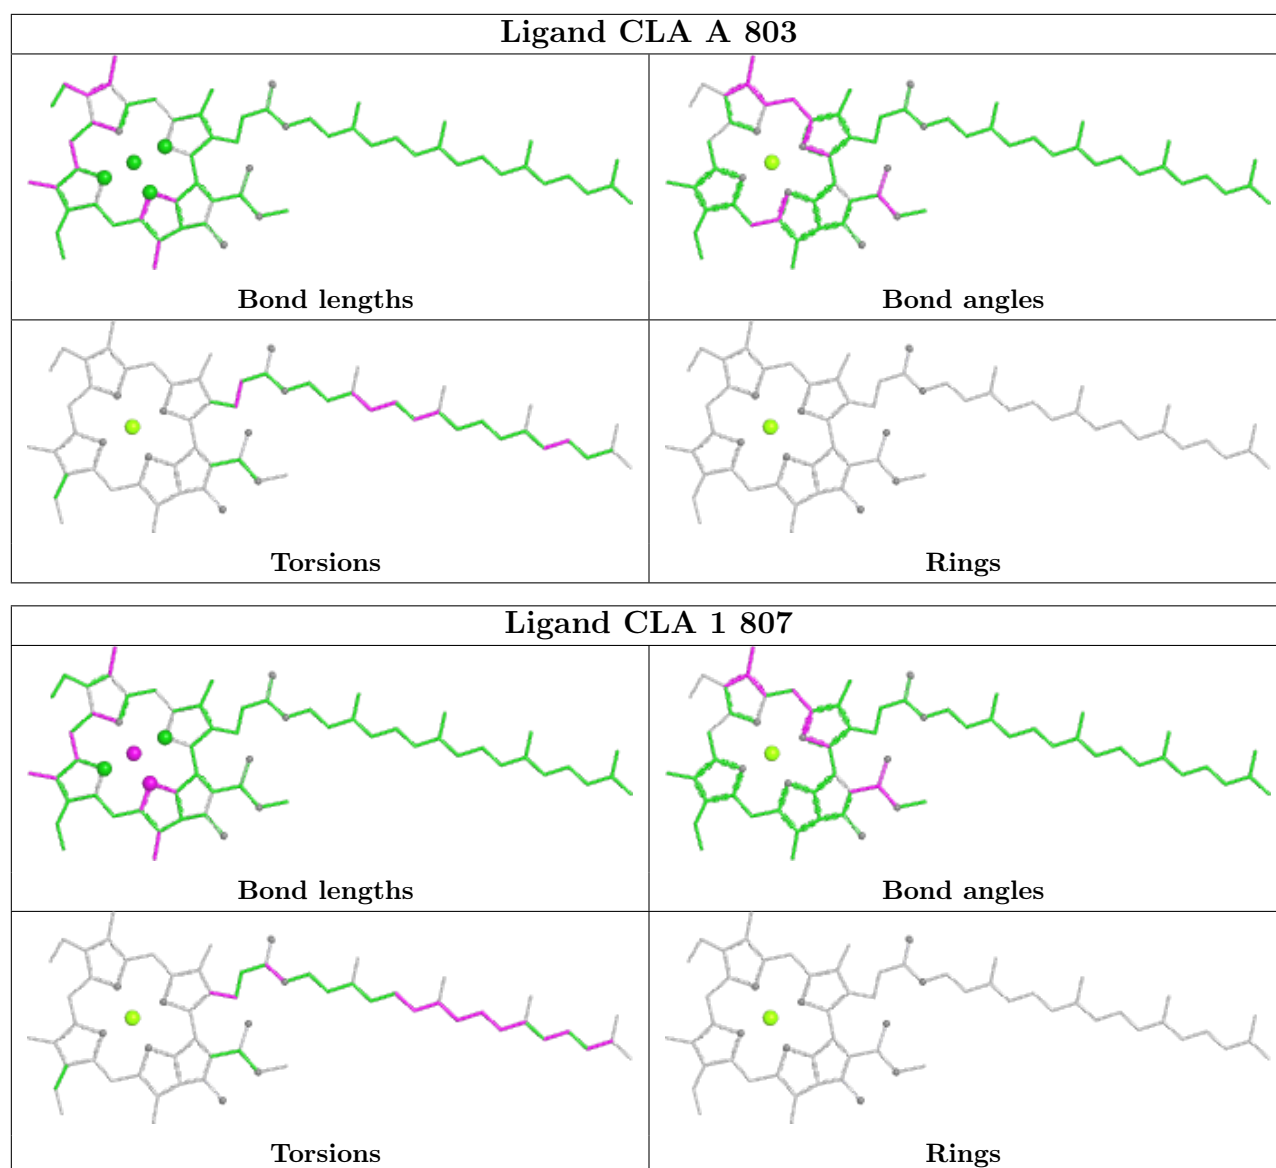 Ligand CLA A 803
Bond lengths
Bond angles
Torsions
Rings
Ligand CLA 1 807
Bond lengths
Bond angles
Torsions
Rings